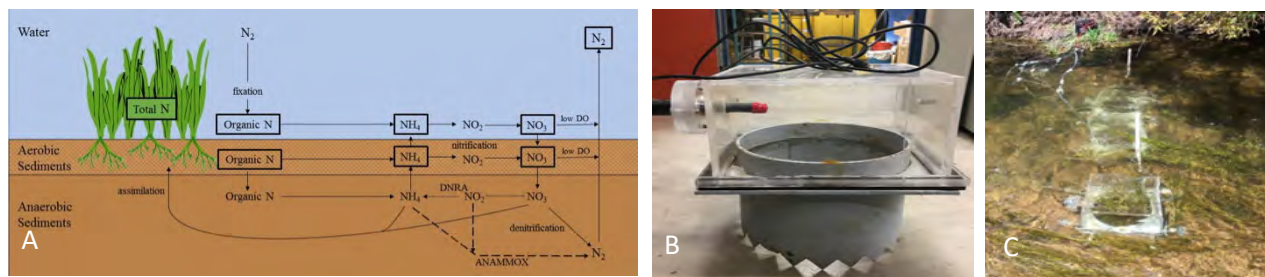 Water
N2
N2
fixation
Total N
Organic N
NH4
NO2
NO3
low DO
nitrification
Aerobic
Sediments
Organic N
NH4
NO2
NO3
low DO
assimilation
Organic N
NH4
DNRA
NO2
NO3
Anaerobic
Sediments
denitrification
ANAMMOX
N2
A
B
C